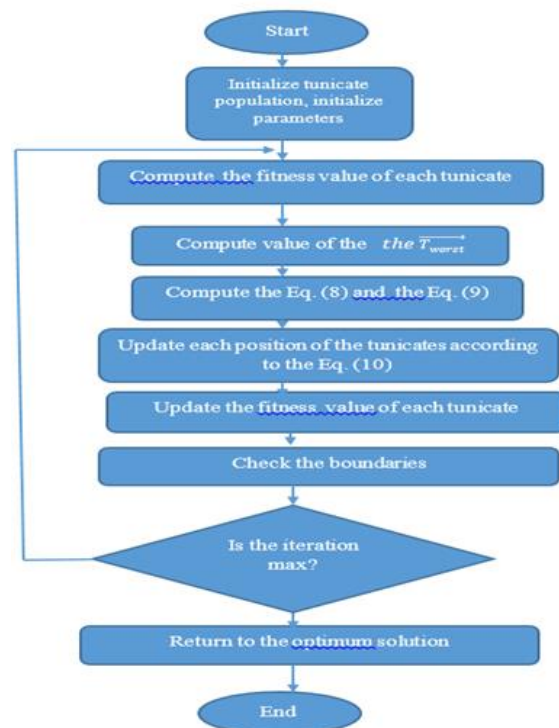 Start
Initialize tunicate
population, initialize
parameters
Compute the fitness value of each tunicate
Compute value of the the T_worst
Compute the Eq. (8) and the Eq. (9)
Update each position of the tunicates according
to the Eq. (10)
Update the fitness value of each tunicate
Check the boundaries
Is the iteration
max?
Return to the optimum solution
End